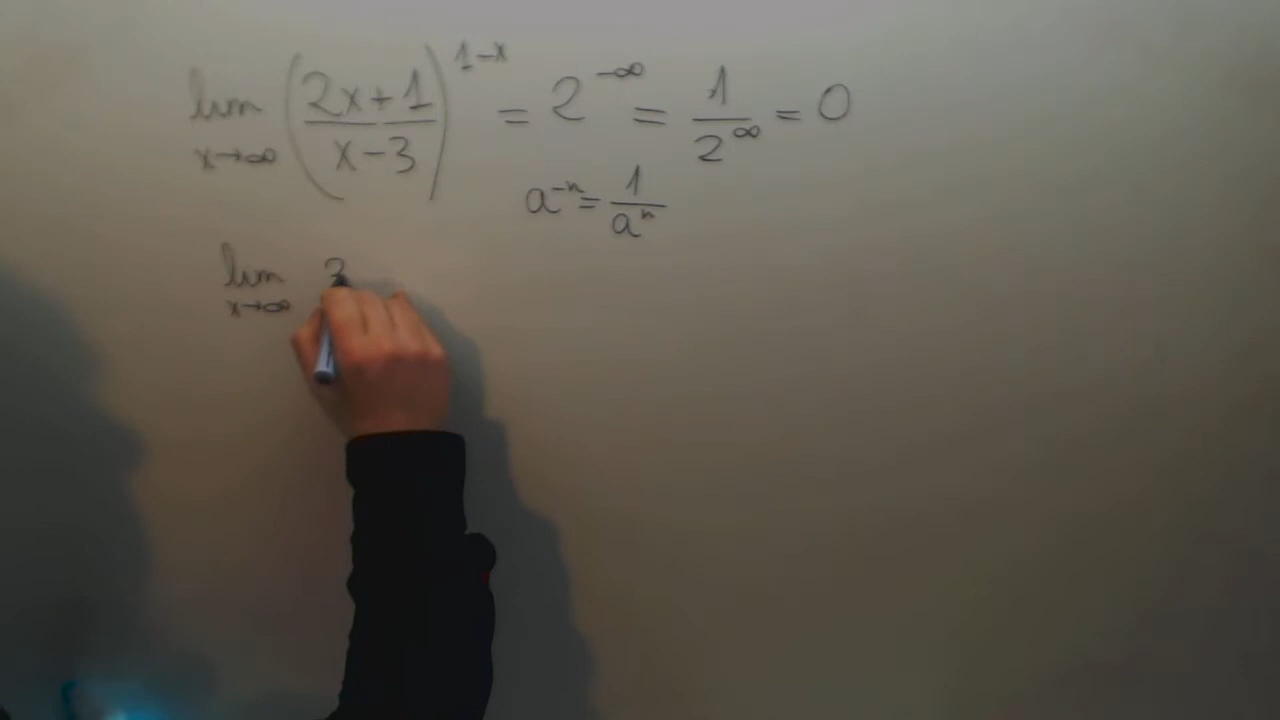 lim x→∞ ((2x+1)/(x-3))^(1-x) = 2^(-∞) = 1/2^∞ = 0
a^(-n) = 1/a^n
lim x→∞